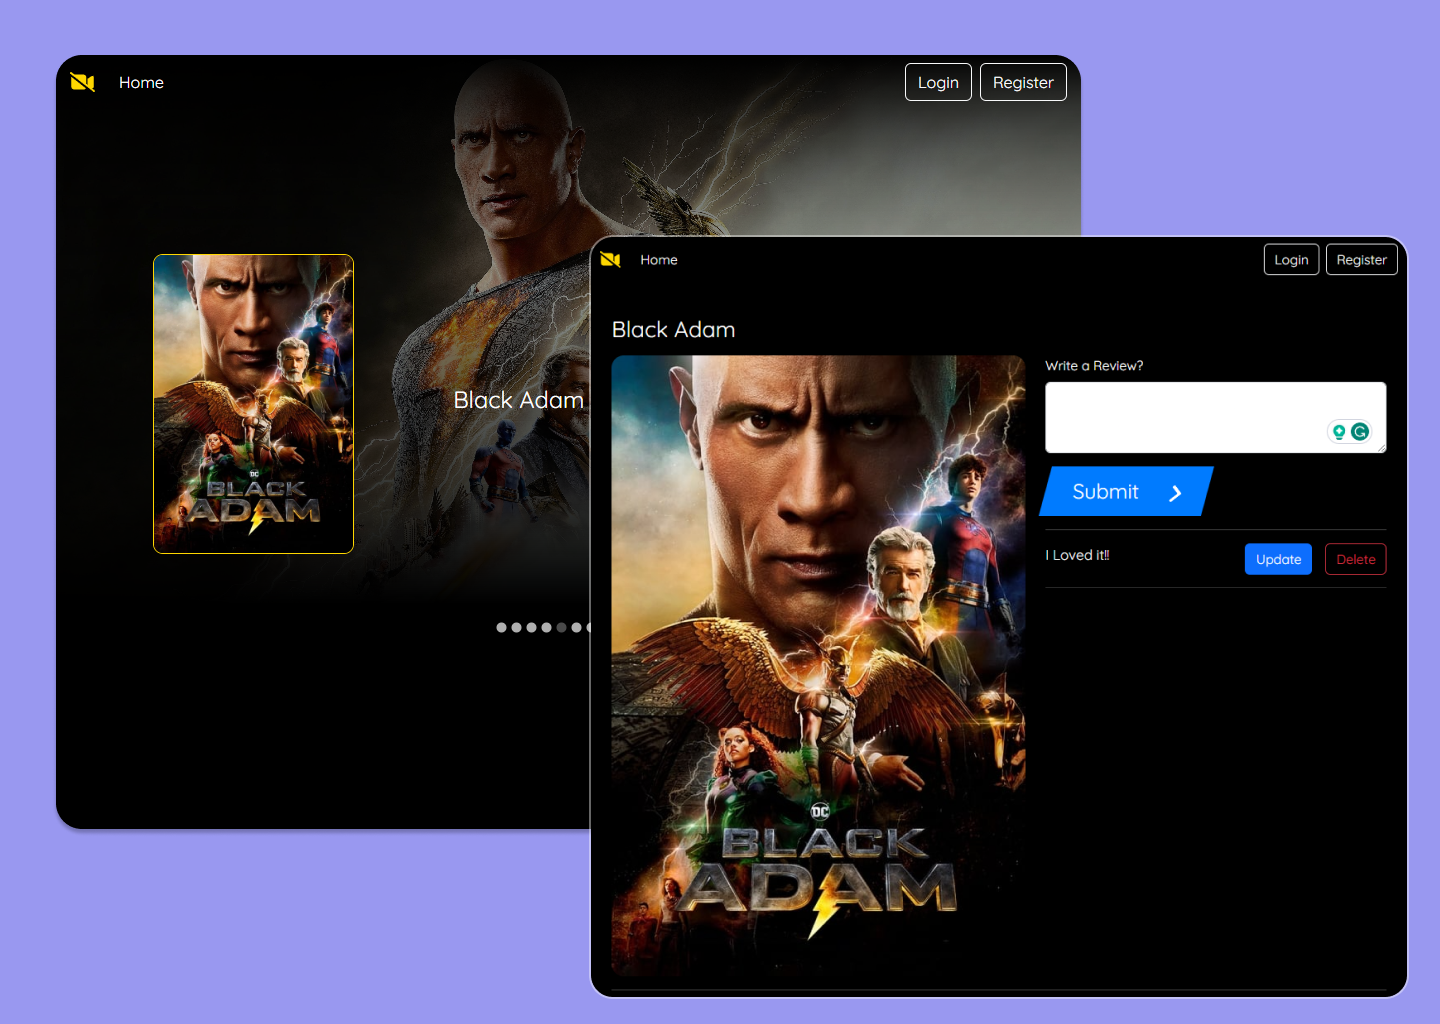 Home
Login
Register
Black Adam
DC
BLACK
ADAM
Home
Login
Register
Black Adam
Write a Review?
Submit
I Loved it!!
Update
Delete
DC
BLACK
ADAM